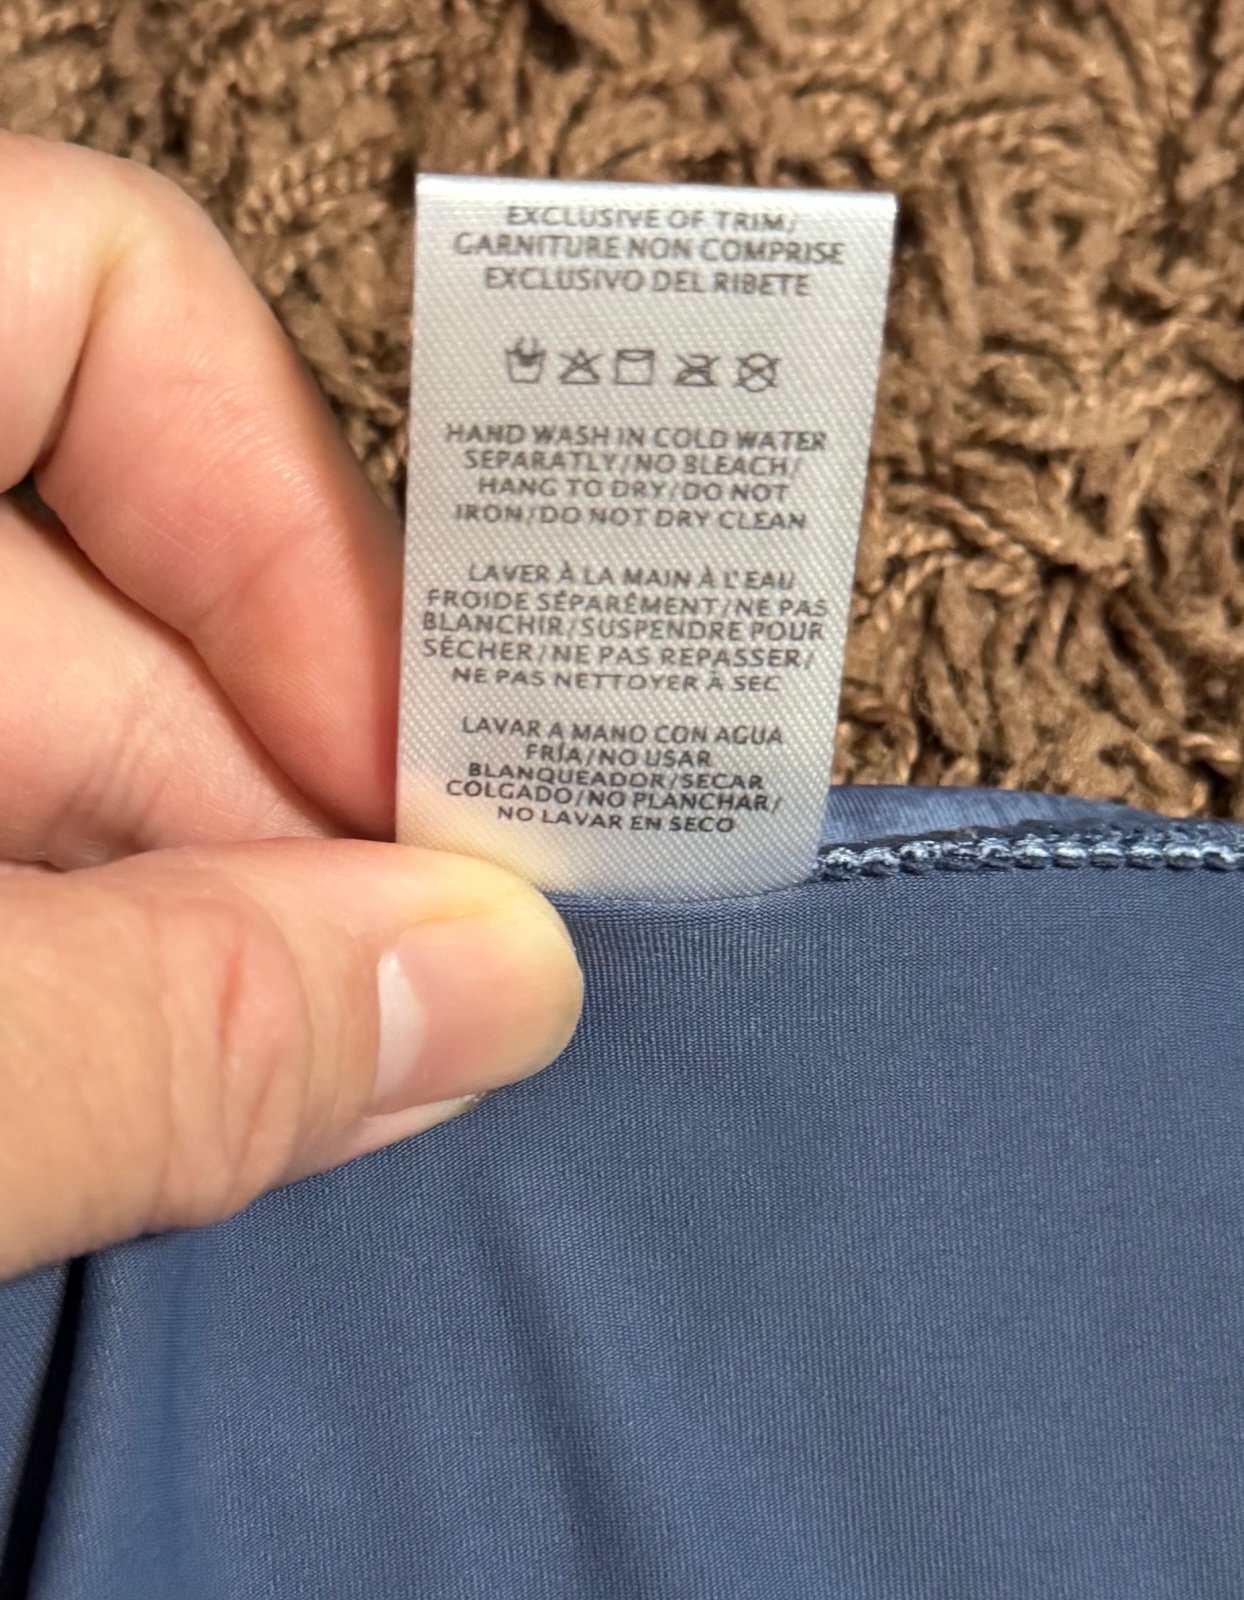 EXCLUSIVE OF TRIM/
GARNITURE NON COMPRISE
EXCLUSIVO DEL RIBETE
HAND WASH IN COLD WATER
SEPARATLY/NO BLEACH/
HANG TO DRY/DO NOT
IRON/DO NOT DRY CLEAN
LAVER À LA MAIN À L'EAU
FROIDE SÉPARÉMENT/NE PAS
BLANCHIR/SUSPENDRE POUR
SÉCHER/NE PAS REPASSER/
NE PAS NETTOYER À SEC
LAVAR A MANO CON AGUA
FRÍA/NO USAR
BLANQUEADOR/SECAR
COLGADO/NO PLANCHAR/
NO LAVAR EN SECO